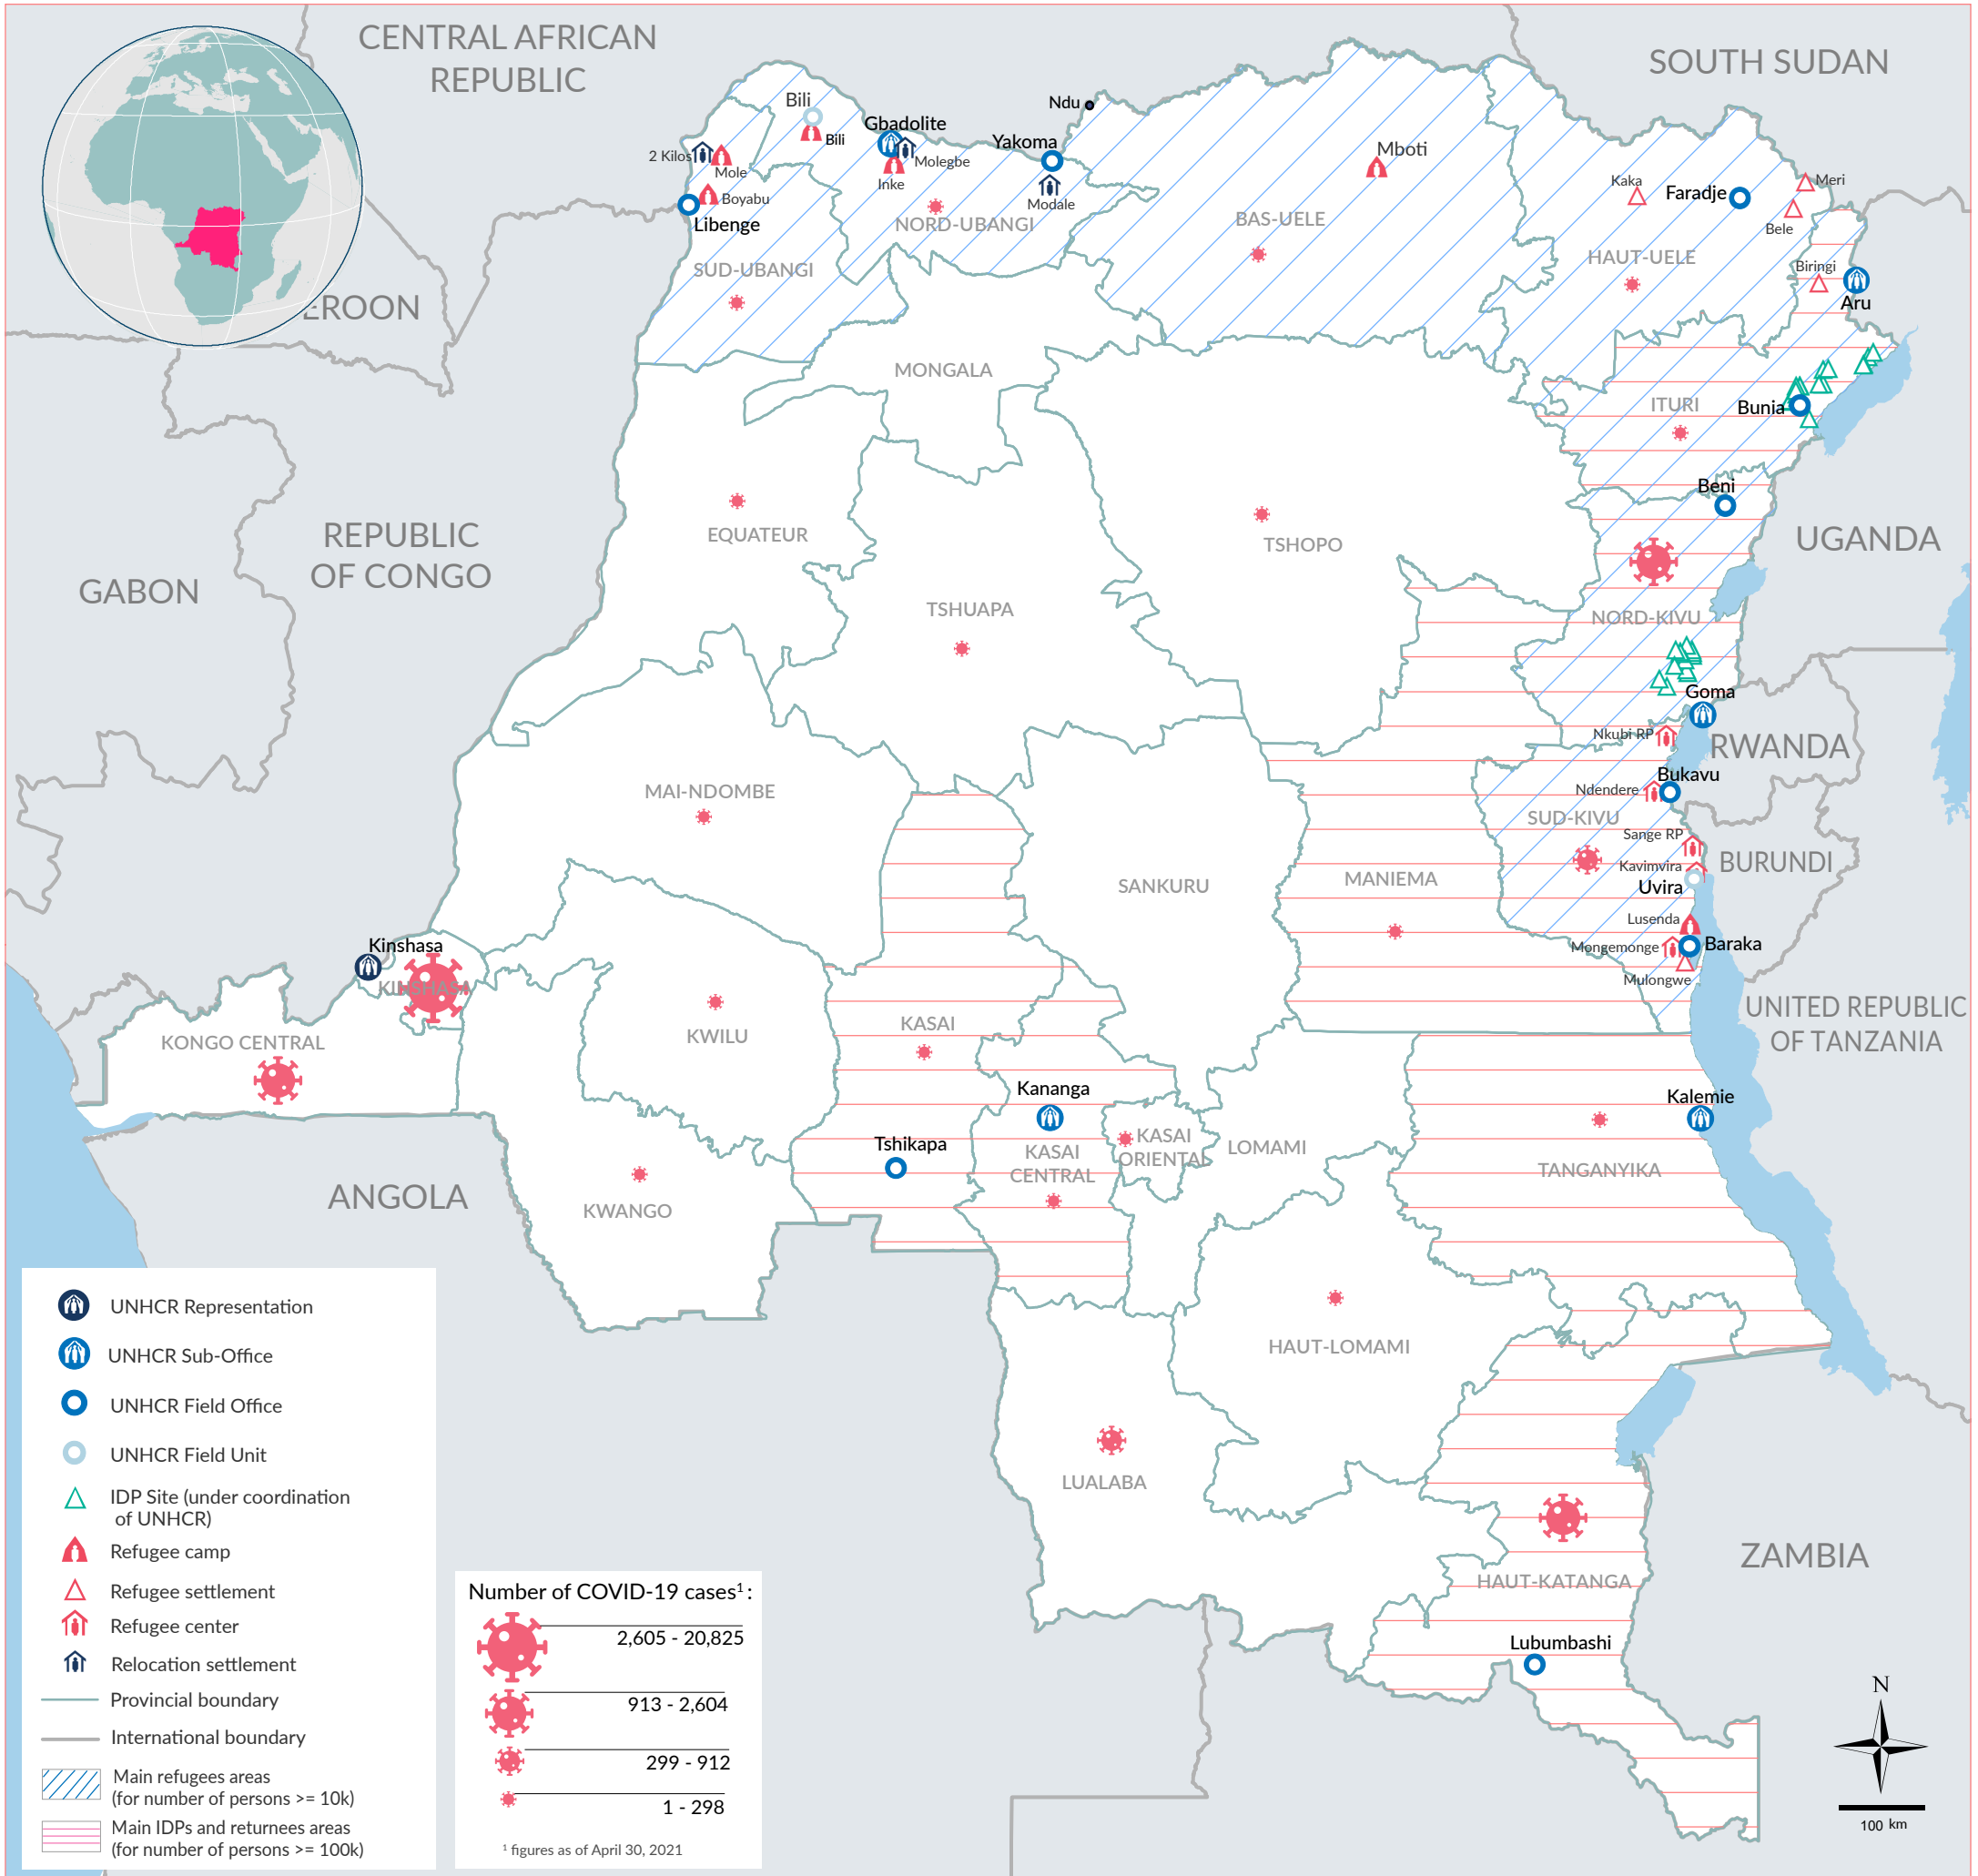 CENTRAL AFRICAN
REPUBLIC
SOUTH SUDAN
EROON
GABON
REPUBLIC
OF CONGO
UGANDA
RWANDA
BURUNDI
UNITED REPUBLIC
OF TANZANIA
ANGOLA
ZAMBIA
Ndu
Bili
Bili
Gbadolite
Yakoma
Mboti
2 Kilos
Mole
Molegbe
Inke
Modale
Boyabu
Libenge
NORD-UBANGI
SUD-UBANGI
BAS-UELE
HAUT-UELE
Kaka
Faradje
Meri
Bele
Biringi
Aru
MONGALA
ITURI
Bunia
Beni
EQUATEUR
TSHOPO
TSHUAPA
NORD-KIVU
Goma
Nkubi RP
Bukavu
Ndendere
SUD-KIVU
Sange RP
Kavimvira
Uvira
Lusenda
Mongemonge
Baraka
Mulongwe
MAI-NDOMBE
SANKURU
MANIEMA
Kinshasa
KINSHASA
KONGO CENTRAL
KWILU
KASAI
Kananga
Kalemie
Tshikapa
KASAI
CENTRAL
KASAI
ORIENTAL
LOMAMI
TANGANYIKA
KWANGO
HAUT-LOMAMI
LUALABA
HAUT-KATANGA
Lubumbashi
UNHCR Representation
UNHCR Sub-Office
UNHCR Field Office
UNHCR Field Unit
IDP Site (under coordination
of UNHCR)
Refugee camp
Refugee settlement
Refugee center
Relocation settlement
Provincial boundary
International boundary
Main refugees areas
(for number of persons >= 10k)
Main IDPs and returnees areas
(for number of persons >= 100k)
Number of COVID-19 cases¹ :
2,605 - 20,825
913 - 2,604
299 - 912
1 - 298
¹ figures as of April 30, 2021
N
100 km